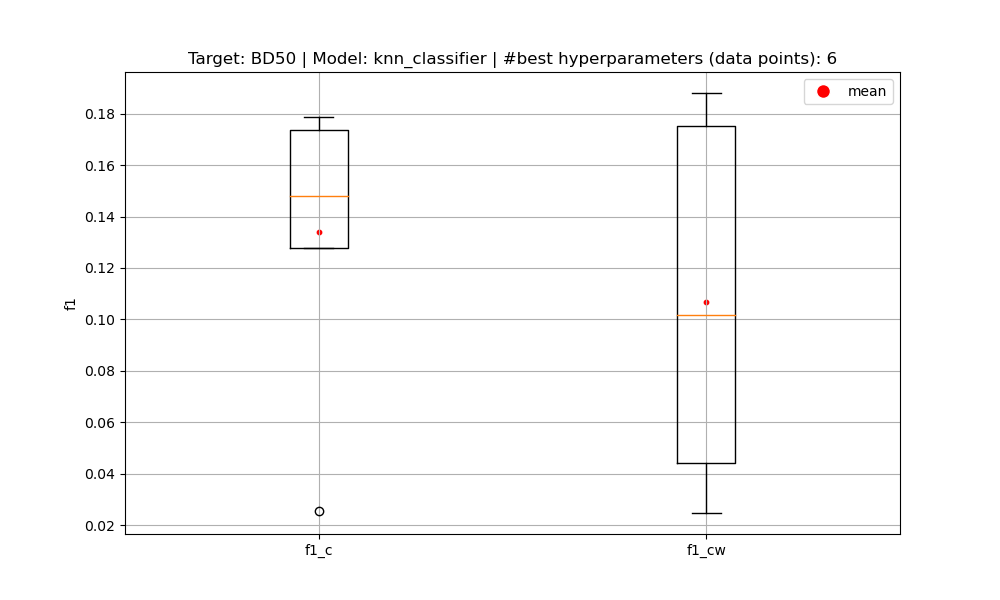 Target: BD50 | Model: knn_classifier | #best hyperparameters (data points): 6
mean
0.18
0.16
0.14
0.12
0.10
0.08
0.06
0.04
0.02
f1
f1_c
f1_cw